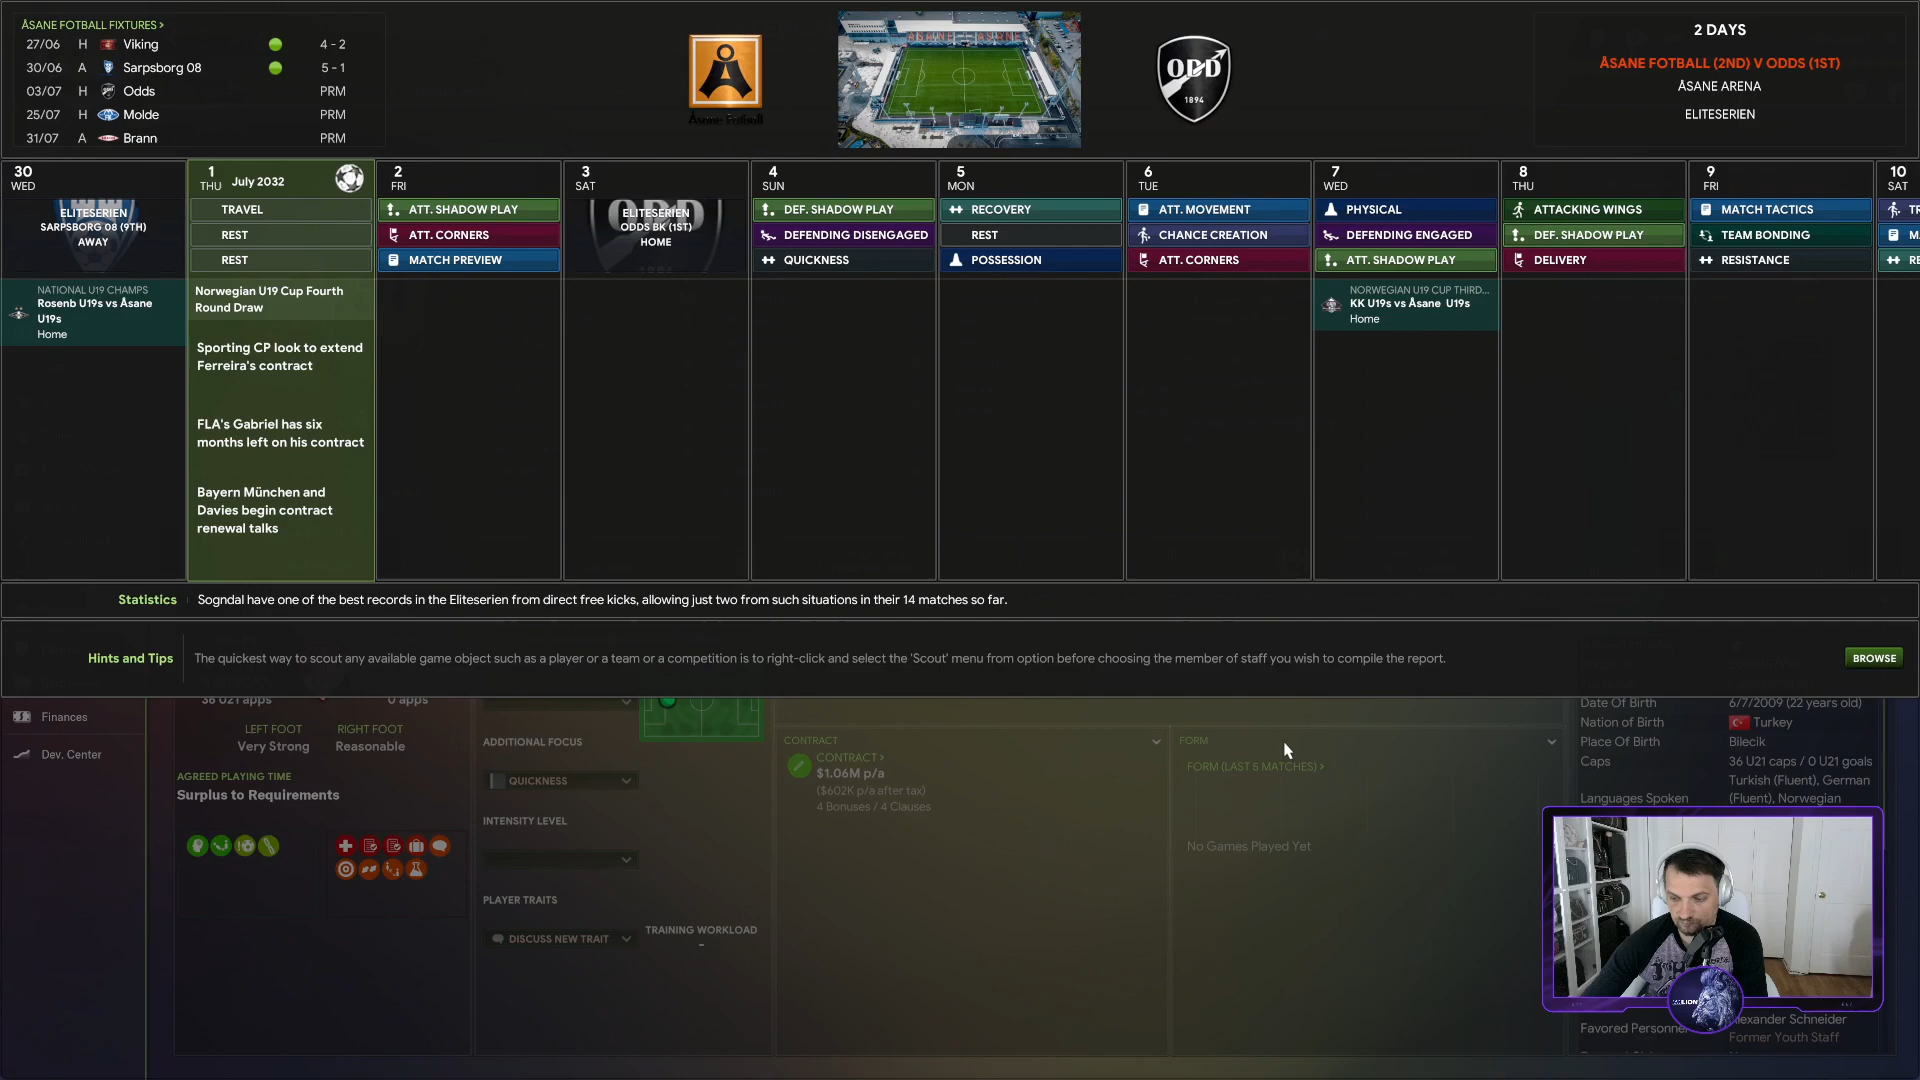 ÅSANE FOTBALL FIXTURES >
27/06 H Viking 4 - 2
30/06 A Sarpsborg 08 5 - 1
03/07 H Odds PRM
25/07 H Molde PRM
31/07 A Brann PRM
Åsane Fotball
ODD
1894
2 DAYS
ÅSANE FOTBALL (2ND) V ODDS (1ST)
ÅSANE ARENA
ELITESERIEN
30
WED
ELITESERIEN
SARPSBORG 08 (9TH)
AWAY
NATIONAL U19 CHAMPS
Rosenb U19s vs Åsane
U19s
Home
1
THU July 2032
TRAVEL
REST
REST
Norwegian U19 Cup Fourth
Round Draw
Sporting CP look to extend
Ferreira's contract
FLA's Gabriel has six
months left on his contract
Bayern München and
Davies begin contract
renewal talks
2
FRI
ATT. SHADOW PLAY
ATT. CORNERS
MATCH PREVIEW
3
SAT
ELITESERIEN
ODDS BK (1ST)
HOME
4
SUN
DEF. SHADOW PLAY
DEFENDING DISENGAGED
QUICKNESS
5
MON
RECOVERY
REST
POSSESSION
6
TUE
ATT. MOVEMENT
CHANCE CREATION
ATT. CORNERS
7
WED
PHYSICAL
DEFENDING ENGAGED
ATT. SHADOW PLAY
NORWEGIAN U19 CUP THIRD...
KK U19s vs Åsane U19s
Home
8
THU
ATTACKING WINGS
DEF. SHADOW PLAY
DELIVERY
9
FRI
MATCH TACTICS
TEAM BONDING
RESISTANCE
10
SAT
Statistics Sogndal have one of the best records in the Eliteserien from direct free kicks, allowing just two from such situations in their 14 matches so far.
Hints and Tips The quickest way to scout any available game object such as a player or a team or a competition is to right-click and select the 'Scout' menu from option before choosing the member of staff you wish to compile the report.
BROWSE
Finances
Dev. Center
36 U21 apps 0 apps
LEFT FOOT RIGHT FOOT
Very Strong Reasonable
AGREED PLAYING TIME
Surplus to Requirements
ADDITIONAL FOCUS
QUICKNESS
INTENSITY LEVEL
PLAYER TRAITS
DISCUSS NEW TRAIT
TRAINING WORKLOAD
-
CONTRACT
CONTRACT >
$1.06M p/a
($602K p/a after tax)
4 Bonuses / 4 Clauses
FORM
FORM (LAST 5 MATCHES) >
No Games Played Yet
Date Of Birth 6/7/2009 (22 years old)
Nation of Birth Turkey
Place Of Birth Bilecik
Caps 36 U21 caps / 0 U21 goals
Languages Spoken Turkish (Fluent), German
(Fluent), Norwegian
Favored Personnel Alexander Schneider
Former Youth Staff